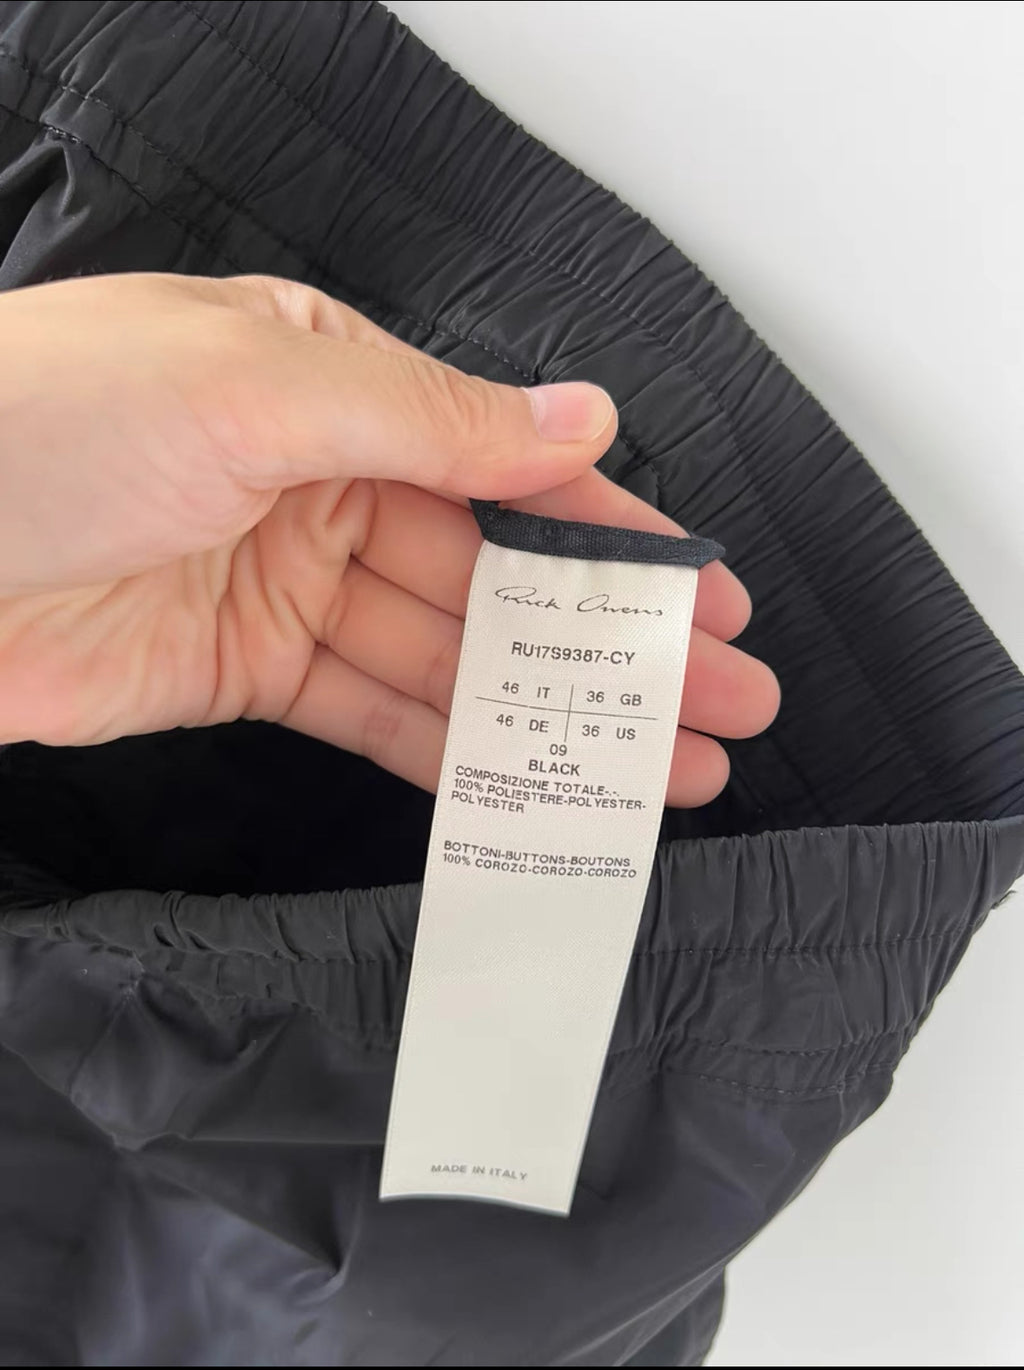 Rick Owens
RU17S9387-CY
46 IT 36 GB
46 DE 36 US
09
BLACK
COMPOSIZIONE TOTALE-.-.
100% POLIESTERE-POLYESTER-
POLYESTER
BOTTONI-BUTTONS-BOUTONS
100% COROZO-COROZO-COROZO
MADE IN ITALY